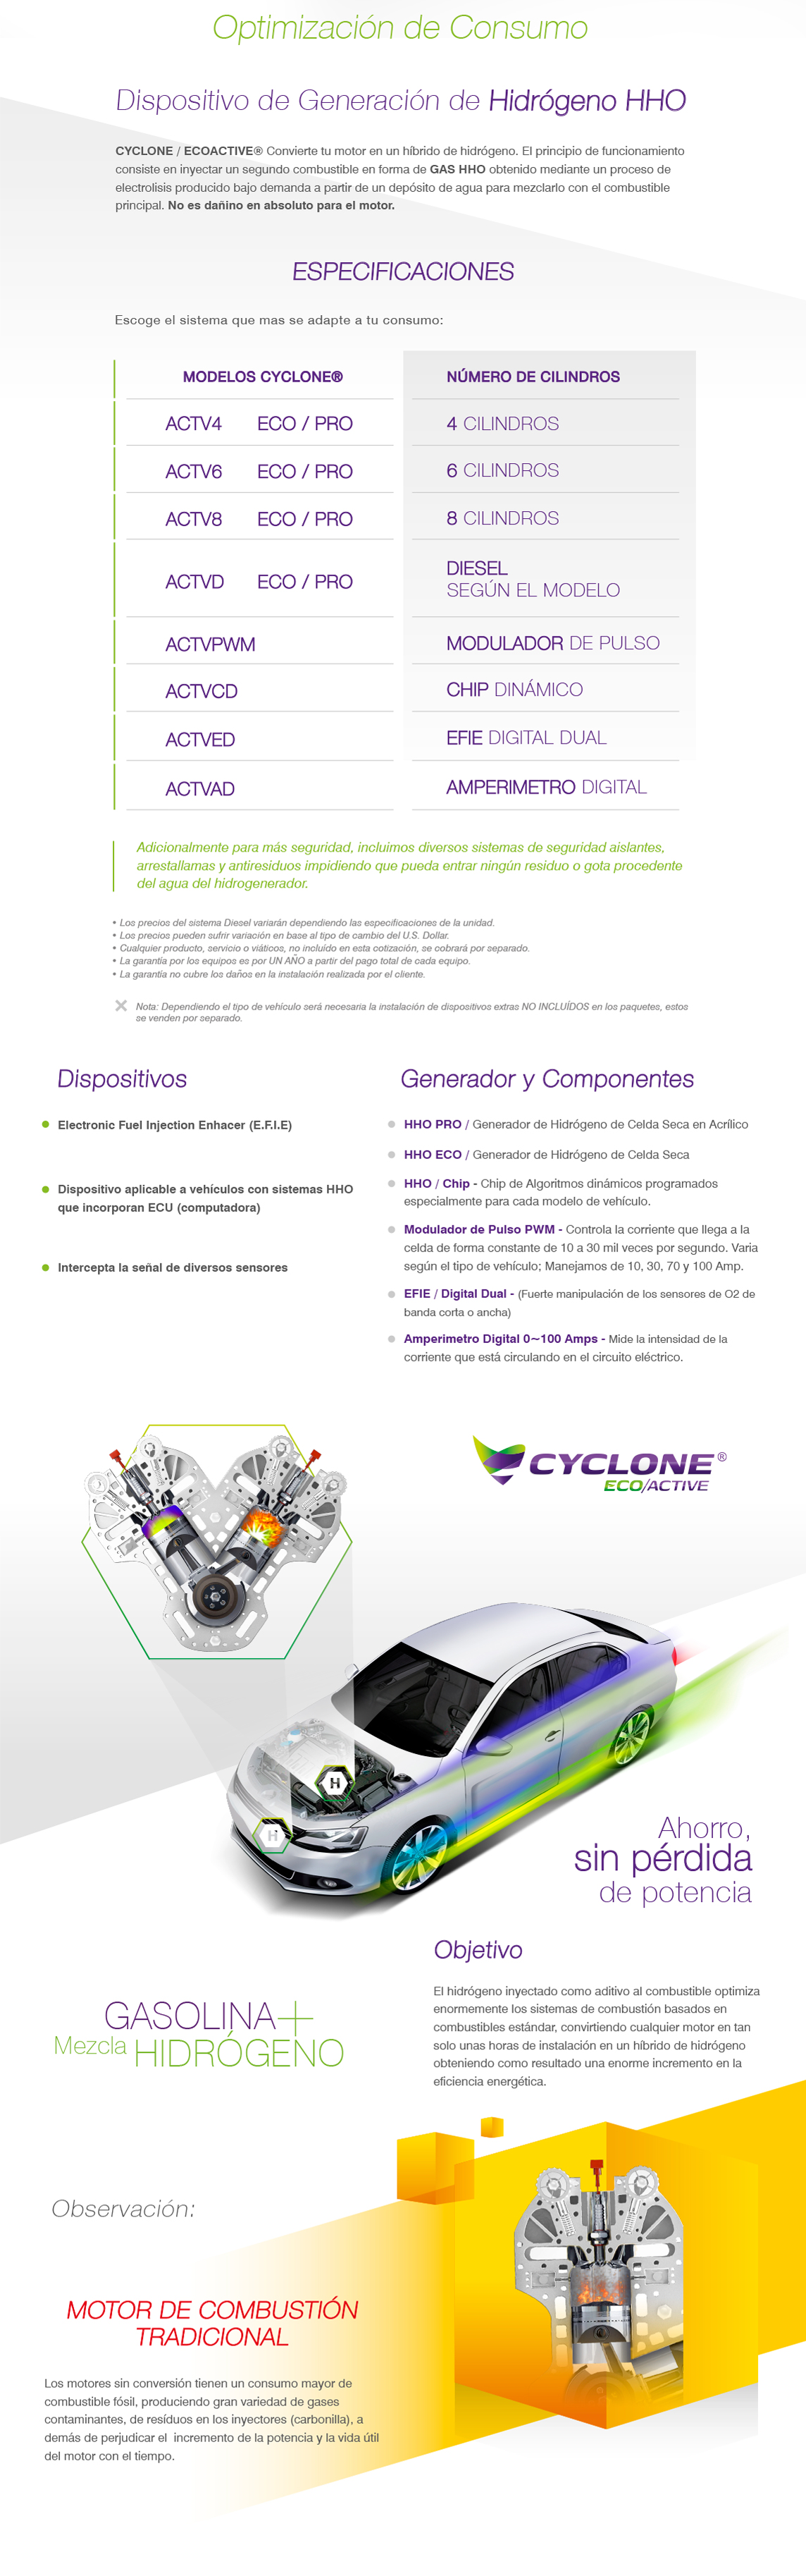 Optimización de Consumo
Dispositivo de Generación de Hidrógeno HHO
CYCLONE / ECOACTIVE® Convierte tu motor en un híbrido de hidrógeno. El principio de funcionamiento
consiste en inyectar un segundo combustible en forma de GAS HHO obtenido mediante un proceso de
electrolisis producido bajo demanda a partir de un depósito de agua para mezclarlo con el combustible
principal. No es dañino en absoluto para el motor.
ESPECIFICACIONES
Escoge el sistema que mas se adapte a tu consumo:
MODELOS CYCLONE® NÚMERO DE CILINDROS
ACTV4 ECO / PRO 4 CILINDROS
ACTV6 ECO / PRO 6 CILINDROS
ACTV8 ECO / PRO 8 CILINDROS
ACTVD ECO / PRO DIESEL
SEGÚN EL MODELO
ACTVPWM MODULADOR DE PULSO
ACTVCD CHIP DINÁMICO
ACTVED EFIE DIGITAL DUAL
ACTVAD AMPERIMETRO DIGITAL
Adicionalmente para más seguridad, incluimos diversos sistemas de seguridad aislantes,
arrestallamas y antiresiduos impidiendo que pueda entrar ningún residuo o gota procedente
del agua del hidrogenerador.
• Los precios del sistema Diesel variarán dependiendo las especificaciones de la unidad.
• Los precios pueden sufrir variación en base al tipo de cambio del U.S. Dollar.
• Cualquier producto, servicio o viáticos, no incluído en esta cotización, se cobrará por separado.
• La garantía por los equipos es por UN AÑO a partir del pago total de cada equipo.
• La garantía no cubre los daños en la instalación realizada por el cliente.
Nota: Dependiendo el tipo de vehículo será necesaria la instalación de dispositivos extras NO INCLUÍDOS en los paquetes, estos
se venden por separado.
Dispositivos
Electronic Fuel Injection Enhacer (E.F.I.E)
Dispositivo aplicable a vehículos con sistemas HHO
que incorporan ECU (computadora)
Intercepta la señal de diversos sensores
Generador y Componentes
HHO PRO / Generador de Hidrógeno de Celda Seca en Acrílico
HHO ECO / Generador de Hidrógeno de Celda Seca
HHO / Chip - Chip de Algoritmos dinámicos programados
especialmente para cada modelo de vehículo.
Modulador de Pulso PWM - Controla la corriente que llega a la
celda de forma constante de 10 a 30 mil veces por segundo. Varia
según el tipo de vehículo; Manejamos de 10, 30, 70 y 100 Amp.
EFIE / Digital Dual - (Fuerte manipulación de los sensores de O2 de
banda corta o ancha)
Amperimetro Digital 0~100 Amps - Mide la intensidad de la
corriente que está circulando en el circuito eléctrico.
CYCLONE®
ECO/ACTIVE
H
H
Ahorro,
sin pérdida
de potencia
Objetivo
El hidrógeno inyectado como aditivo al combustible optimiza
enormemente los sistemas de combustión basados en
combustibles estándar, convirtiendo cualquier motor en tan
solo unas horas de instalación en un híbrido de hidrógeno
obteniendo como resultado una enorme incremento en la
eficiencia energética.
GASOLINA+
Mezcla HIDRÓGENO
Observación:
MOTOR DE COMBUSTIÓN
TRADICIONAL
Los motores sin conversión tienen un consumo mayor de
combustible fósil, produciendo gran variedad de gases
contaminantes, de resíduos en los inyectores (carbonilla), a
demás de perjudicar el incremento de la potencia y la vida útil
del motor con el tiempo.